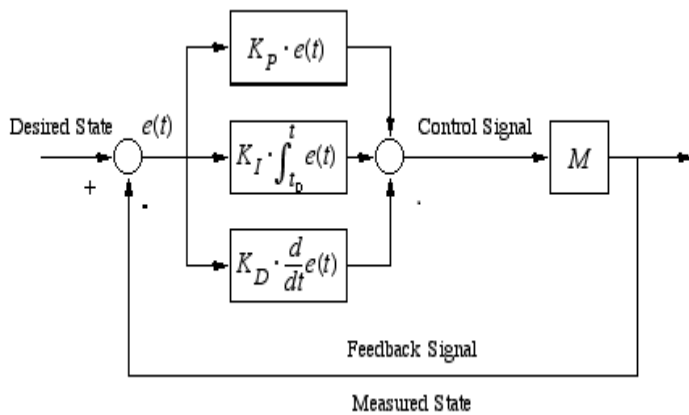 K_P · e(t)
Desired State
e(t)
Control Signal
K_I · ∫_{t_0}^{t} e(t)
M
+
-
K_D · d/dt e(t)
Feedback Signal
Measured State